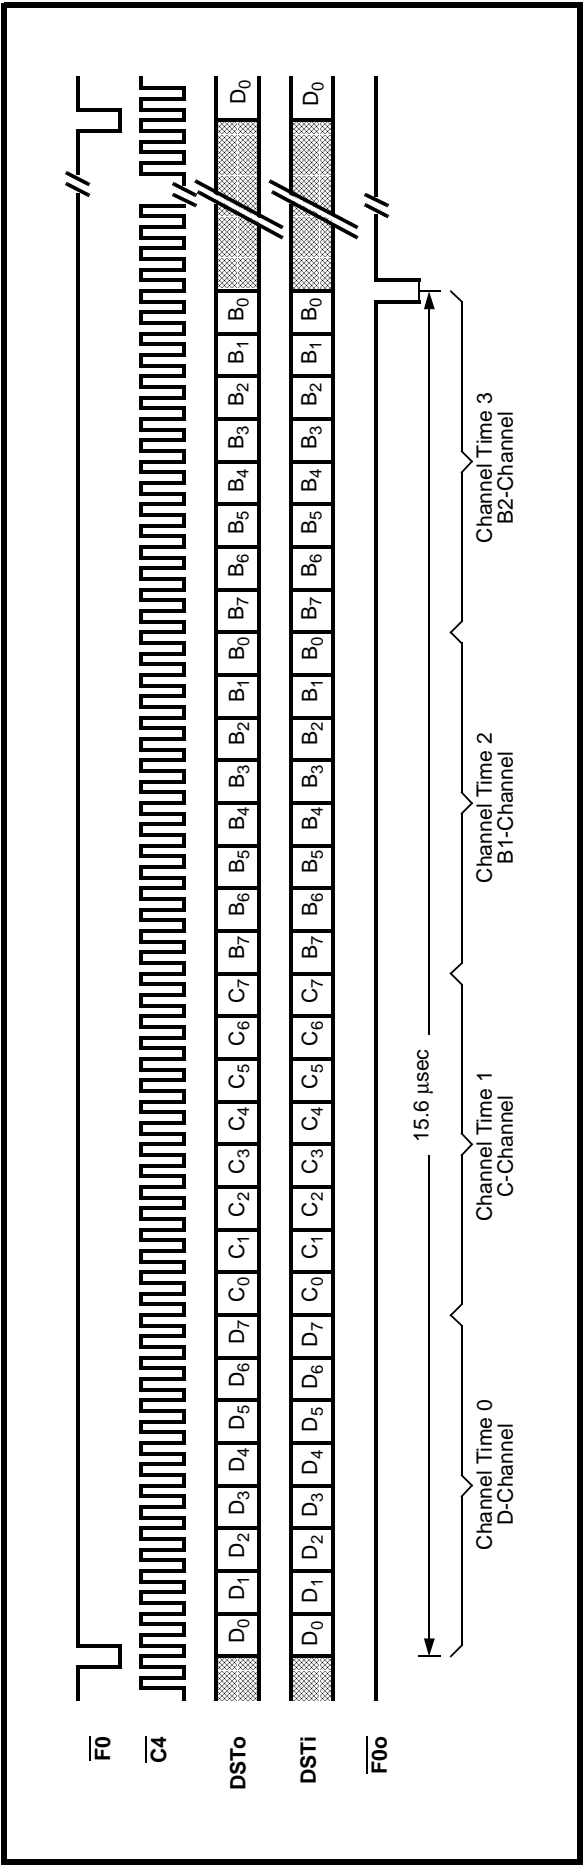 F0
C4
DSTo D0 D1 D2 D3 D4 D5 D6 D7 C0 C1 C2 C3 C4 C5 C6 C7 B7 B6 B5 B4 B3 B2 B1 B0 B7 B6 B5 B4 B3 B2 B1 B0 D0
DSTi D0 D1 D2 D3 D4 D5 D6 D7 C0 C1 C2 C3 C4 C5 C6 C7 B7 B6 B5 B4 B3 B2 B1 B0 B7 B6 B5 B4 B3 B2 B1 B0 D0
F0o
15.6 µsec
Channel Time 0
D-Channel
Channel Time 1
C-Channel
Channel Time 2
B1-Channel
Channel Time 3
B2-Channel